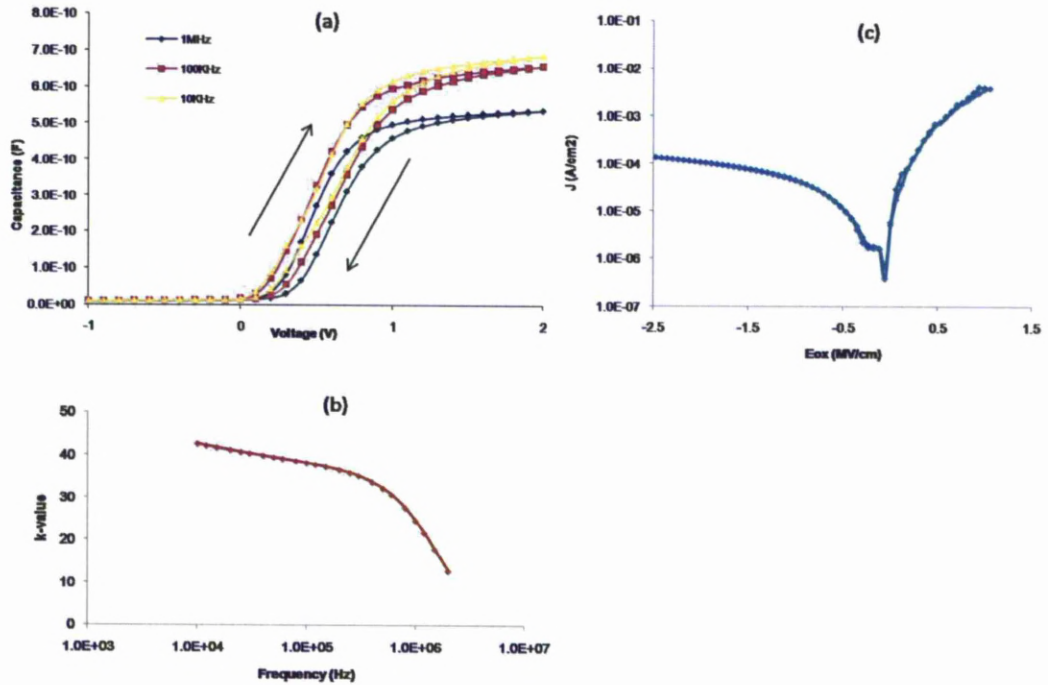 (a)
8.0E-10
7.0E-10
6.0E-10
5.0E-10
4.0E-10
3.0E-10
2.0E-10
1.0E-10
0.0E+00
Capacitance (F)
1MHz
100KHz
10KHz
-1
0
1
2
Voltage (V)
(c)
1.0E-01
1.0E-02
1.0E-03
1.0E-04
1.0E-05
1.0E-06
1.0E-07
J (A/cm2)
-2.5
-1.5
-0.5
0.5
1.5
Eox (MV/cm)
(b)
50
40
30
20
10
0
k-value
1.0E+03
1.0E+04
1.0E+05
1.0E+06
1.0E+07
Frequency (Hz)